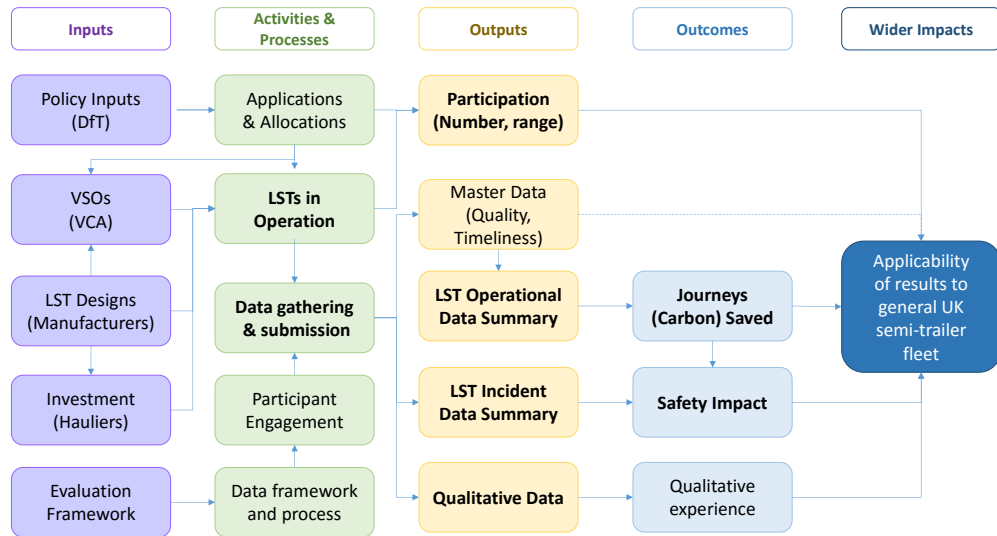 Inputs
Activities &
Processes
Outputs
Outcomes
Wider Impacts
Policy Inputs
(DfT)
Applications
& Allocations
Participation
(Number, range)
VSOs
(VCA)
LSTs in
Operation
Master Data
(Quality,
Timeliness)
LST Designs
(Manufacturers)
Data gathering
& submission
LST Operational
Data Summary
Journeys
(Carbon) Saved
Applicability
of results to
general UK
semi-trailer
fleet
Investment
(Hauliers)
Participant
Engagement
LST Incident
Data Summary
Safety Impact
Evaluation
Framework
Data framework
and process
Qualitative Data
Qualitative
experience